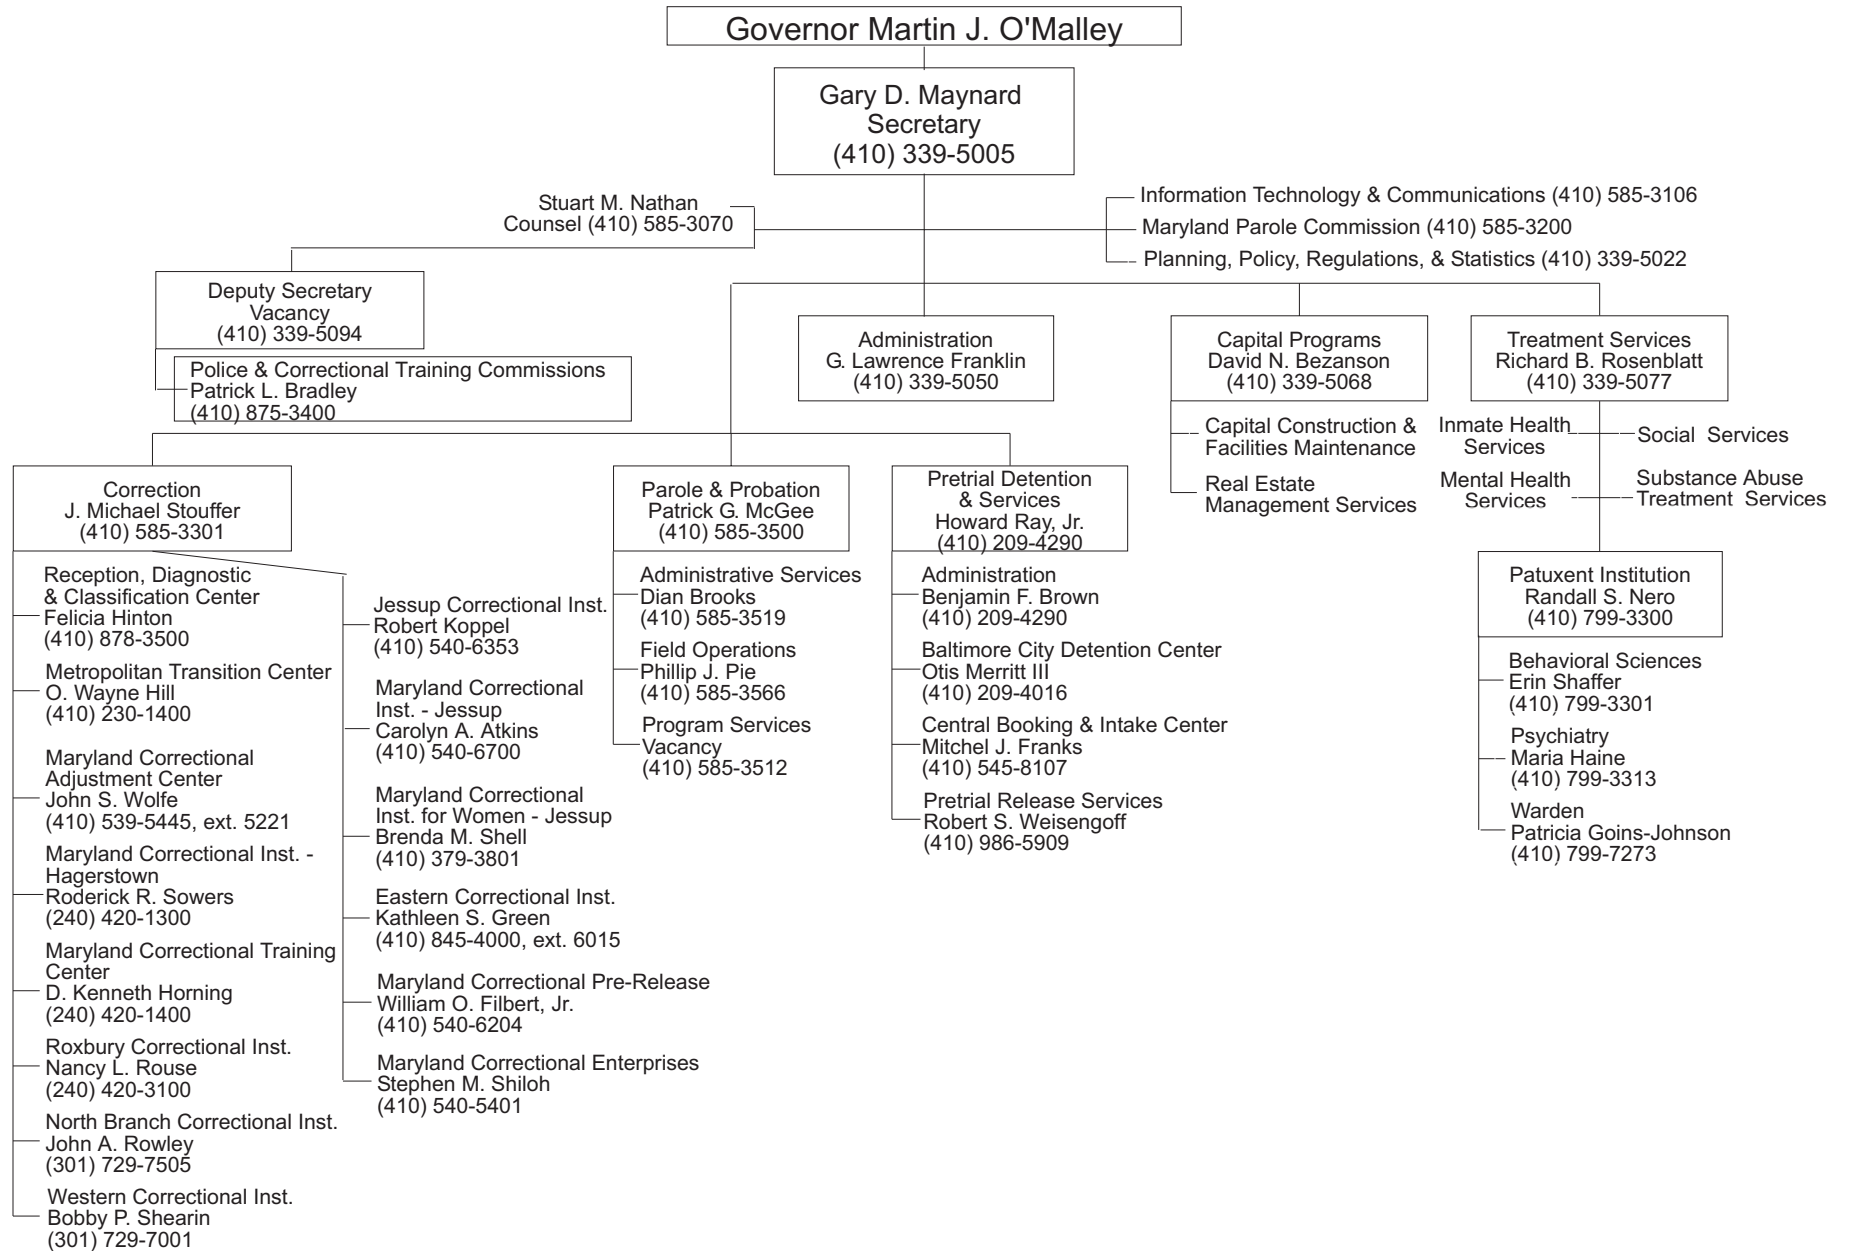 Governor Martin J. O'Malley
Gary D. Maynard
Secretary
(410) 339-5005
Stuart M. Nathan
Counsel (410) 585-3070
Information Technology & Communications (410) 585-3106
Maryland Parole Commission (410) 585-3200
Planning, Policy, Regulations, & Statistics (410) 339-5022
Deputy Secretary
Vacancy
(410) 339-5094
Police & Correctional Training Commissions
Patrick L. Bradley
(410) 875-3400
Administration
G. Lawrence Franklin
(410) 339-5050
Capital Programs
David N. Bezanson
(410) 339-5068
Capital Construction &
Facilities Maintenance
Real Estate
Management Services
Treatment Services
Richard B. Rosenblatt
(410) 339-5077
Inmate Health
Services
Social Services
Mental Health
Services
Substance Abuse
Treatment Services
Correction
J. Michael Stouffer
(410) 585-3301
Reception, Diagnostic
& Classification Center
Felicia Hinton
(410) 878-3500
Metropolitan Transition Center
O. Wayne Hill
(410) 230-1400
Maryland Correctional
Adjustment Center
John S. Wolfe
(410) 539-5445, ext. 5221
Maryland Correctional Inst. -
Hagerstown
Roderick R. Sowers
(240) 420-1300
Maryland Correctional Training
Center
D. Kenneth Horning
(240) 420-1400
Roxbury Correctional Inst.
Nancy L. Rouse
(240) 420-3100
North Branch Correctional Inst.
John A. Rowley
(301) 729-7505
Western Correctional Inst.
Bobby P. Shearin
(301) 729-7001
Jessup Correctional Inst.
Robert Koppel
(410) 540-6353
Maryland Correctional
Inst. - Jessup
Carolyn A. Atkins
(410) 540-6700
Maryland Correctional
Inst. for Women - Jessup
Brenda M. Shell
(410) 379-3801
Eastern Correctional Inst.
Kathleen S. Green
(410) 845-4000, ext. 6015
Maryland Correctional Pre-Release
William O. Filbert, Jr.
(410) 540-6204
Maryland Correctional Enterprises
Stephen M. Shiloh
(410) 540-5401
Parole & Probation
Patrick G. McGee
(410) 585-3500
Administrative Services
Dian Brooks
(410) 585-3519
Field Operations
Phillip J. Pie
(410) 585-3566
Program Services
Vacancy
(410) 585-3512
Pretrial Detention
& Services
Howard Ray, Jr.
(410) 209-4290
Administration
Benjamin F. Brown
(410) 209-4290
Baltimore City Detention Center
Otis Merritt III
(410) 209-4016
Central Booking & Intake Center
Mitchel J. Franks
(410) 545-8107
Pretrial Release Services
Robert S. Weisengoff
(410) 986-5909
Patuxent Institution
Randall S. Nero
(410) 799-3300
Behavioral Sciences
Erin Shaffer
(410) 799-3301
Psychiatry
Maria Haine
(410) 799-3313
Warden
Patricia Goins-Johnson
(410) 799-7273